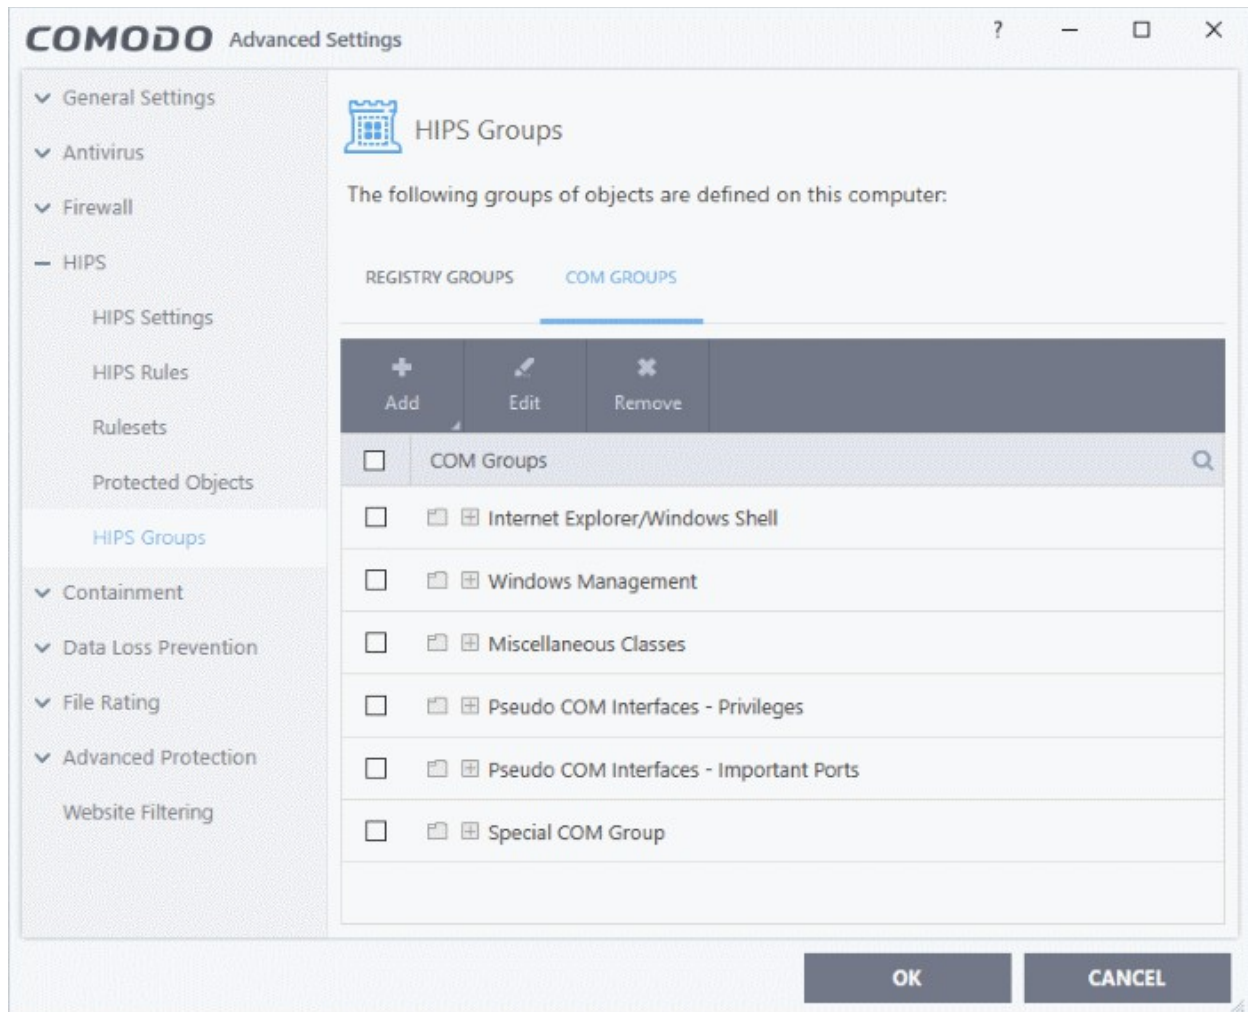 COMODO Advanced Settings ?
General Settings
Antivirus
Firewall
HIPS
HIPS Settings
HIPS Rules
Rulesets
Protected Objects
HIPS Groups
Containment
Data Loss Prevention
File Rating
Advanced Protection
Website Filtering
HIPS Groups
The following groups of objects are defined on this computer:
REGISTRY GROUPS COM GROUPS
Add Edit Remove
COM Groups
Internet Explorer/Windows Shell
Windows Management
Miscellaneous Classes
Pseudo COM Interfaces - Privileges
Pseudo COM Interfaces - Important Ports
Special COM Group
OK CANCEL